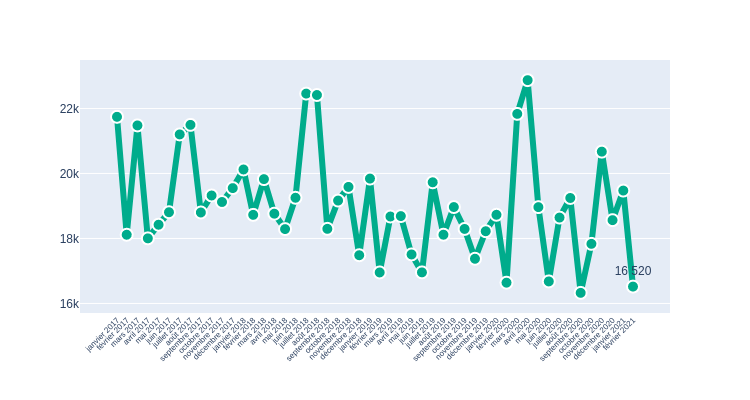 22k
20k
18k
16k
16 520
janvier 2017
février 2017
mars 2017
avril 2017
mai 2017
juin 2017
juillet 2017
août 2017
septembre 2017
octobre 2017
novembre 2017
décembre 2017
janvier 2018
février 2018
mars 2018
avril 2018
mai 2018
juin 2018
juillet 2018
août 2018
septembre 2018
octobre 2018
novembre 2018
décembre 2018
janvier 2019
février 2019
mars 2019
avril 2019
mai 2019
juin 2019
juillet 2019
août 2019
septembre 2019
octobre 2019
novembre 2019
décembre 2019
janvier 2020
février 2020
mars 2020
avril 2020
mai 2020
juin 2020
juillet 2020
août 2020
septembre 2020
octobre 2020
novembre 2020
décembre 2020
janvier 2021
février 2021